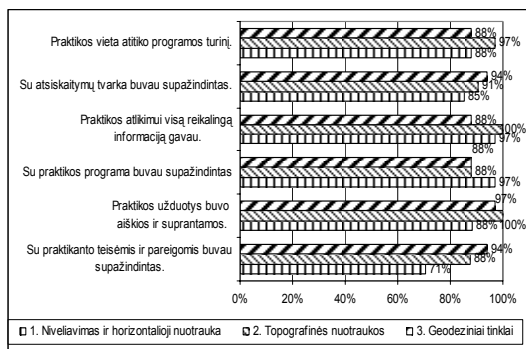 Praktikos vieta atitiko programos turinį.
88%
97%
88%
Su atsiskaitymų tvarka buvau supažindintas.
94%
91%
85%
Praktikos atlikimui visą reikalingą
informaciją gavau.
88%
100%
97%
Su praktikos programa buvau supažindintas
88%
88%
97%
Praktikos užduotys buvo
aiškios ir suprantamos.
97%
100%
88%
Su praktikanto teisėmis ir pareigomis buvau
supažindintas.
94%
88%
71%
0% 20% 40% 60% 80% 100%
1. Niveliavimas ir horizontalioji nuotrauka 2. Topografinės nuotraukos 3. Geodeziniai tinklai